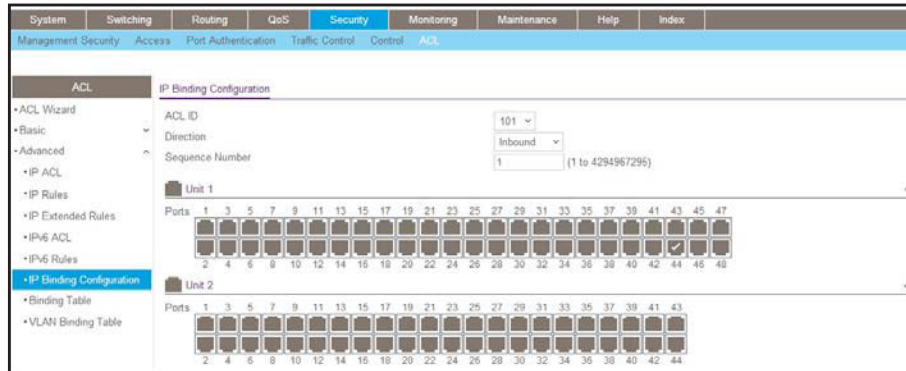 System Switching Routing QoS Security Monitoring Maintenance Help Index
Management Security Access Port Authentication Traffic Control Control ACL
ACL
IP Binding Configuration
•ACL Wizard
ACL ID 101
•Basic
Direction Inbound
•Advanced
Sequence Number 1 (1 to 4294967295)
•IP ACL
Unit 1
•IP Rules
Ports 1 3 5 7 9 11 13 15 17 19 21 23 25 27 29 31 33 35 37 39 41 43 45 47
•IP Extended Rules
•IPv6 ACL
•IPv6 Rules
2 4 6 8 10 12 14 16 18 20 22 24 26 28 30 32 34 36 38 40 42 44 46 48
•IP Binding Configuration
Unit 2
•Binding Table
Ports 1 3 5 7 9 11 13 15 17 19 21 23 25 27 29 31 33 35 37 39 41 43
•VLAN Binding Table
2 4 6 8 10 12 14 16 18 20 22 24 26 28 30 32 34 36 38 40 42 44